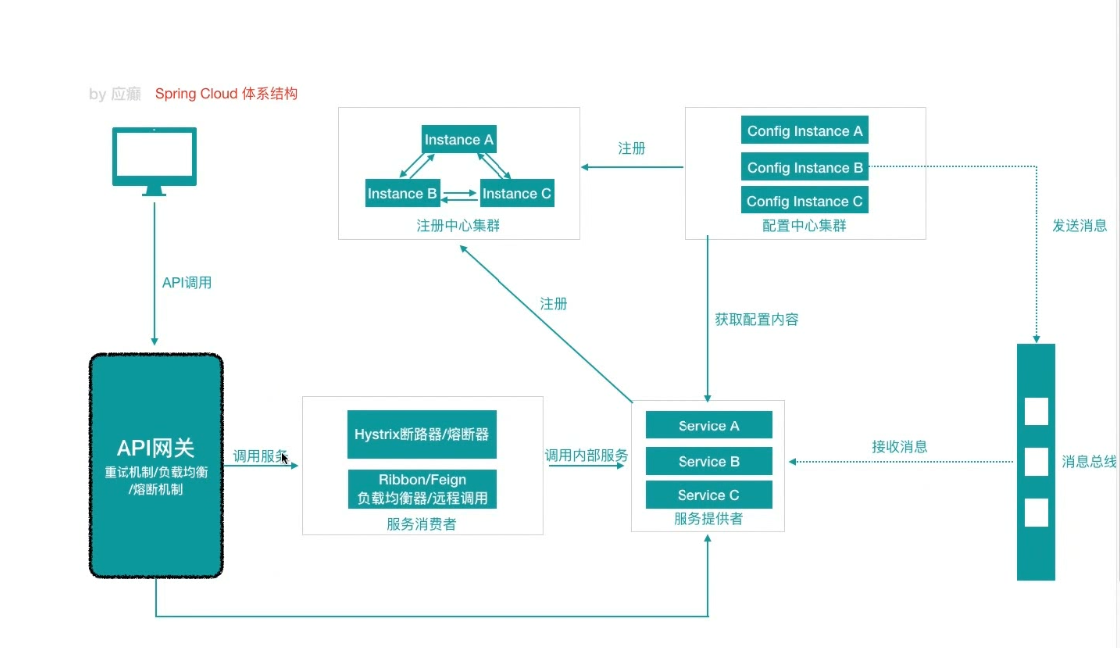 by 应癫 Spring Cloud 体系结构
Instance A
Instance B
Instance C
注册中心集群
注册
Config Instance A
Config Instance B
Config Instance C
配置中心集群
发送消息
API调用
注册
获取配置内容
API网关
重试机制/负载均衡
/熔断机制
调用服务
Hystrix断路器/熔断器
Ribbon/Feign
负载均衡器/远程调用
服务消费者
调用内部服务
Service A
Service B
Service C
服务提供者
接收消息
消息总线